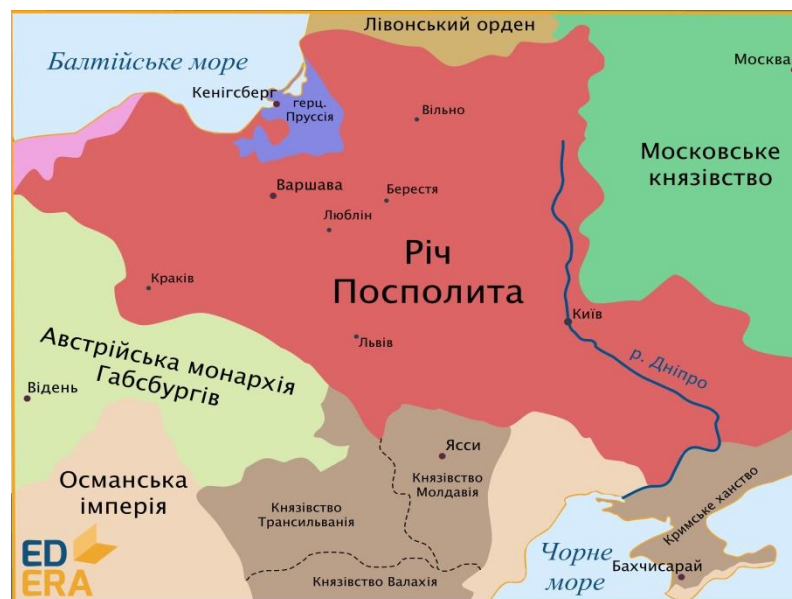 Лівонський орден
Балтійське море
Москва
Кенігсберг
герц.
Пруссія
Вільно
Московське
князівство
Варшава
Берестя
Люблін
Річ
Посполита
Краків
Київ
Львів
р. Дніпро
Австрійська монархія
Габсбургів
Відень
Ясси
Османська
імперія
Князівство
Молдавія
Князівство
Трансильванія
Кримське ханство
Чорне
море
Бахчисарай
Князівство Валахія
ED
ERA